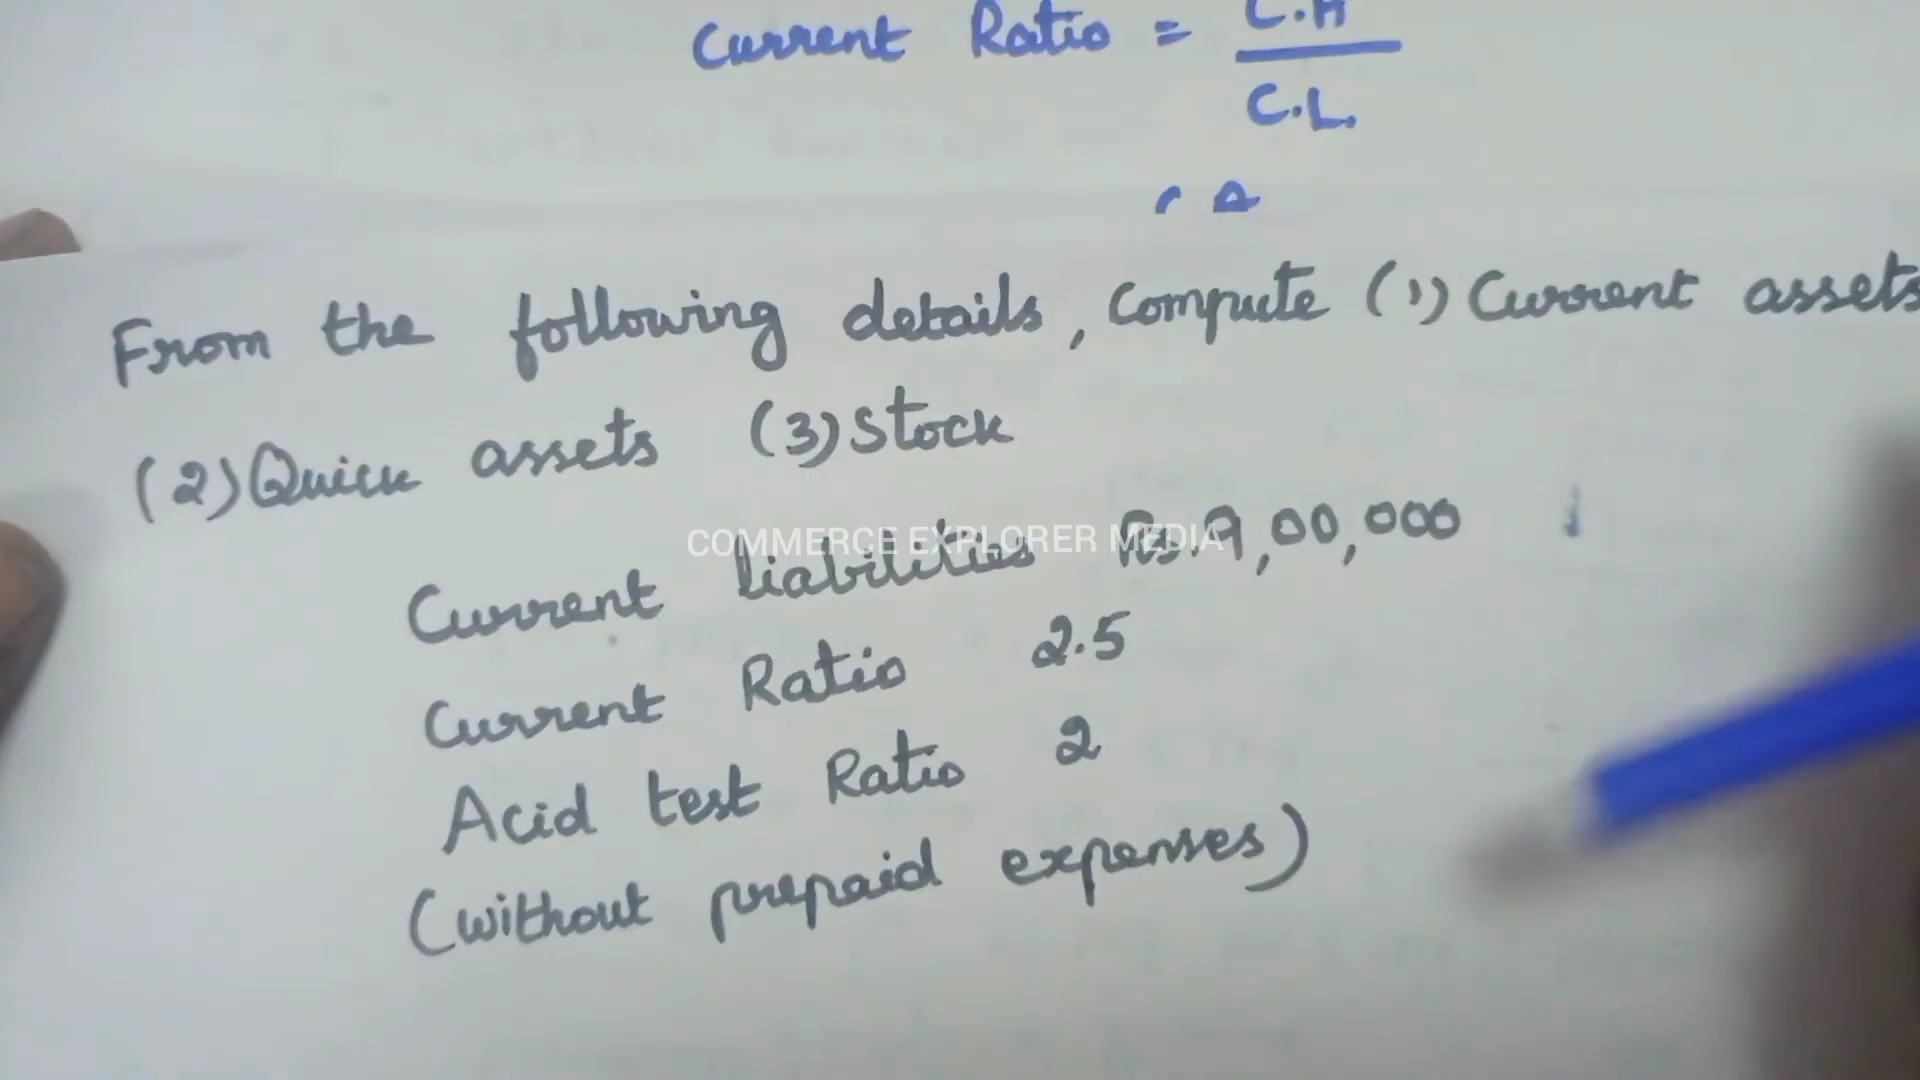 Current Ratio = C.A
C.L.
C A
From the following details, Compute (1) Current assets
(2) Quick assets (3) Stock
COMMERCE EXPLORER MEDIA
Current liabilities Rs.9,00,000
Current Ratio 2.5
Acid test Ratio 2
(without prepaid expenses)